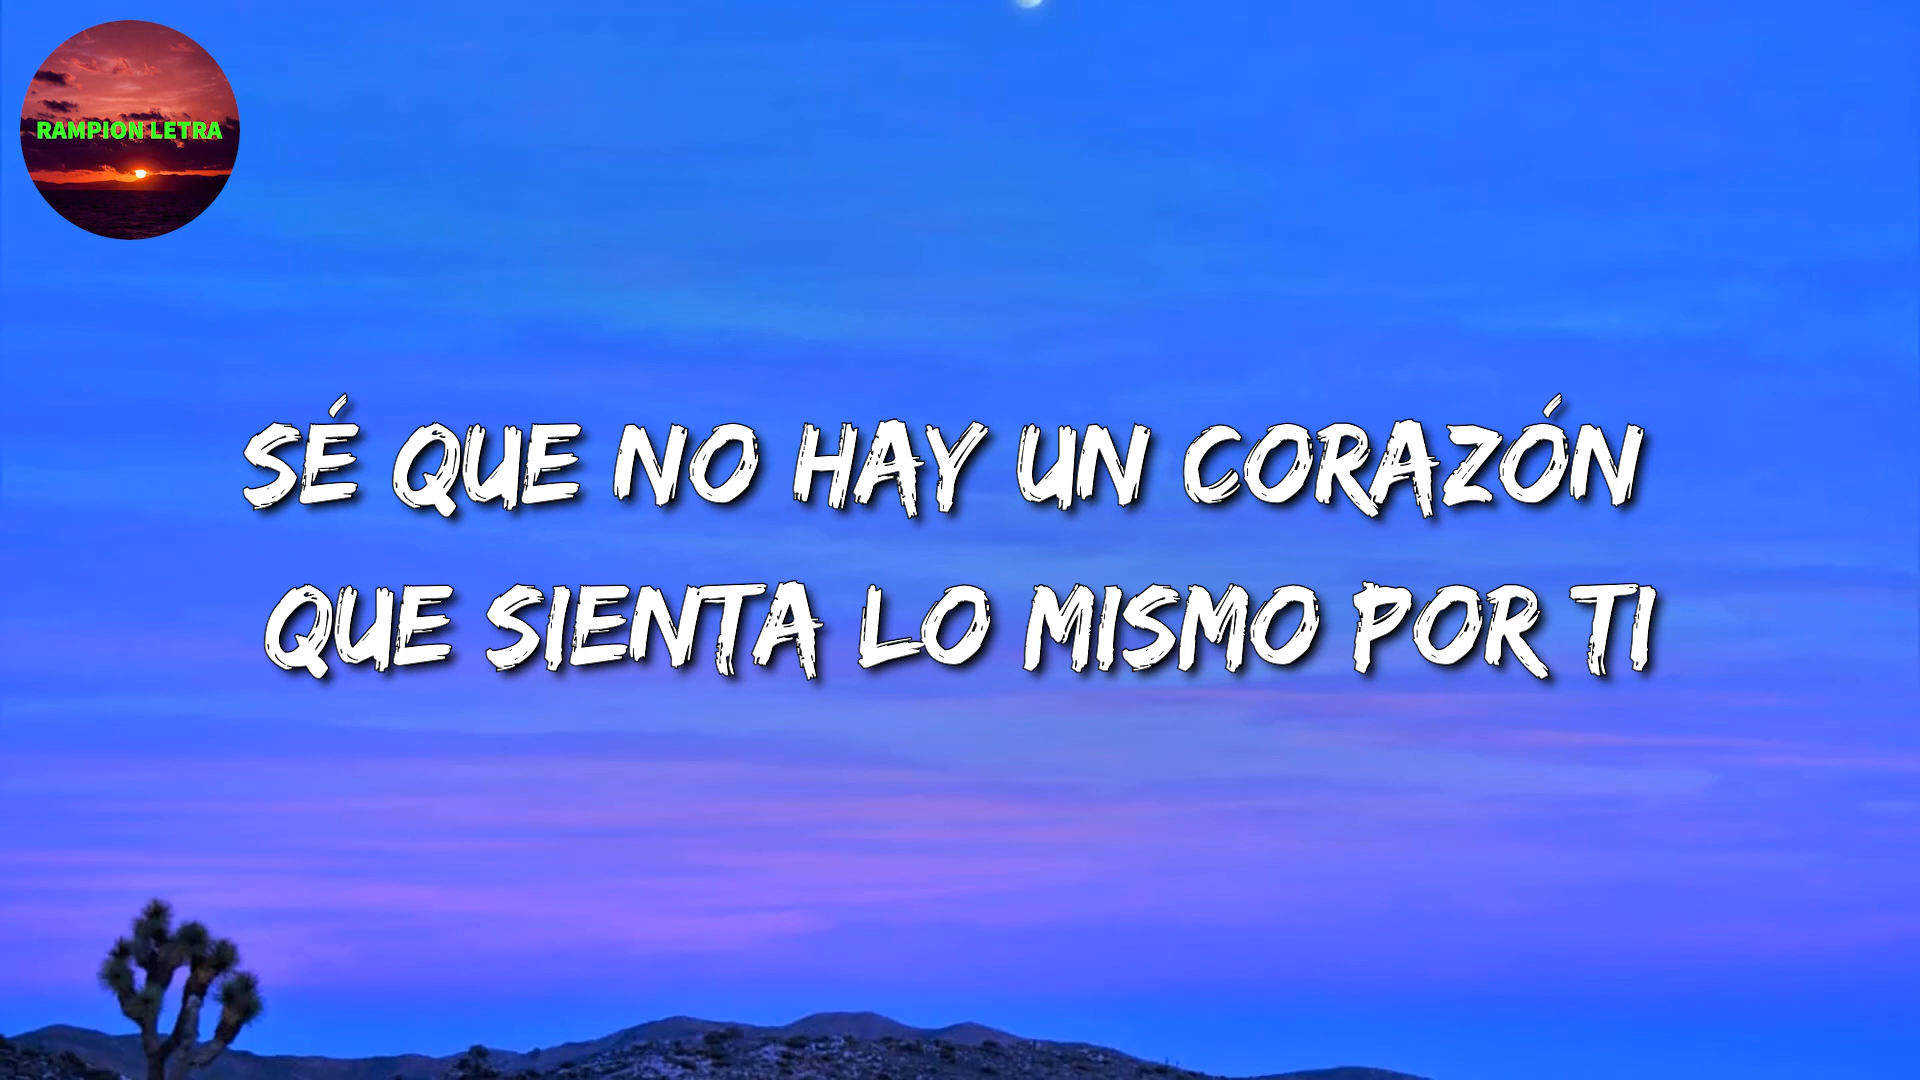 RAMPION LETRA
SÉ QUE NO HAY UN CORAZÓN
QUE SIENTA LO MISMO POR TI